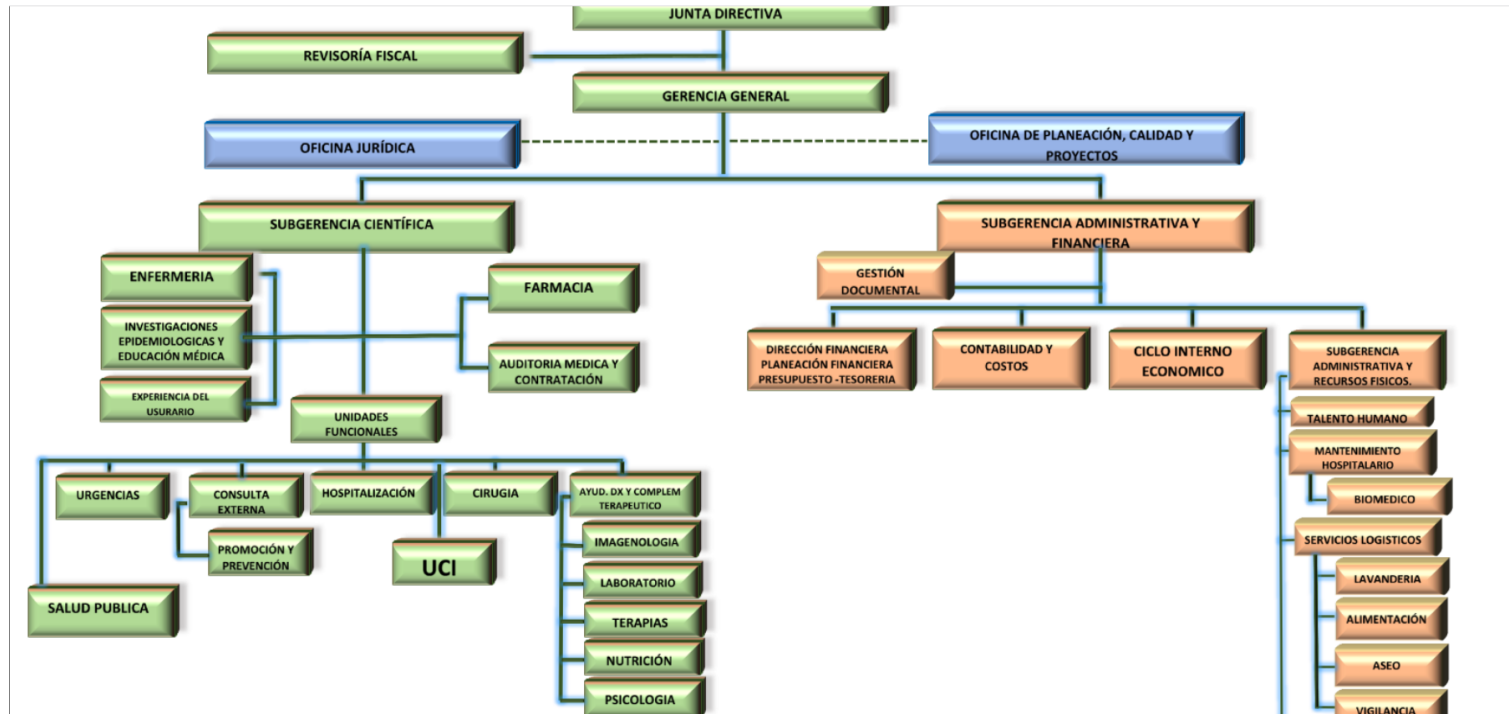 JUNTA DIRECTIVA
REVISORÍA FISCAL
GERENCIA GENERAL
OFICINA JURÍDICA
OFICINA DE PLANEACIÓN, CALIDAD Y
PROYECTOS
SUBGERENCIA CIENTÍFICA
SUBGERENCIA ADMINISTRATIVA Y
FINANCIERA
ENFERMERIA
FARMACIA
GESTIÓN
DOCUMENTAL
INVESTIGACIONES
EPIDEMIOLOGICAS Y
EDUCACIÓN MÉDICA
AUDITORIA MEDICA Y
CONTRATACIÓN
EXPERIENCIA DEL
USURARIO
DIRECCIÓN FINANCIERA
PLANEACIÓN FINANCIERA
PRESUPUESTO -TESORERIA
CONTABILIDAD Y
COSTOS
CICLO INTERNO
ECONOMICO
SUBGERENCIA
ADMINISTRATIVA Y
RECURSOS FISICOS.
UNIDADES
FUNCIONALES
TALENTO HUMANO
MANTENIMIENTO
HOSPITALARIO
BIOMEDICO
SERVICIOS LOGISTICOS
LAVANDERIA
ALIMENTACIÓN
ASEO
VIGILANCIA
URGENCIAS
CONSULTA
EXTERNA
HOSPITALIZACIÓN
CIRUGIA
AYUD. DX Y COMPLEM
TERAPEUTICO
PROMOCIÓN Y
PREVENCIÓN
UCI
IMAGENOLOGIA
LABORATORIO
TERAPIAS
NUTRICIÓN
PSICOLOGIA
SALUD PUBLICA